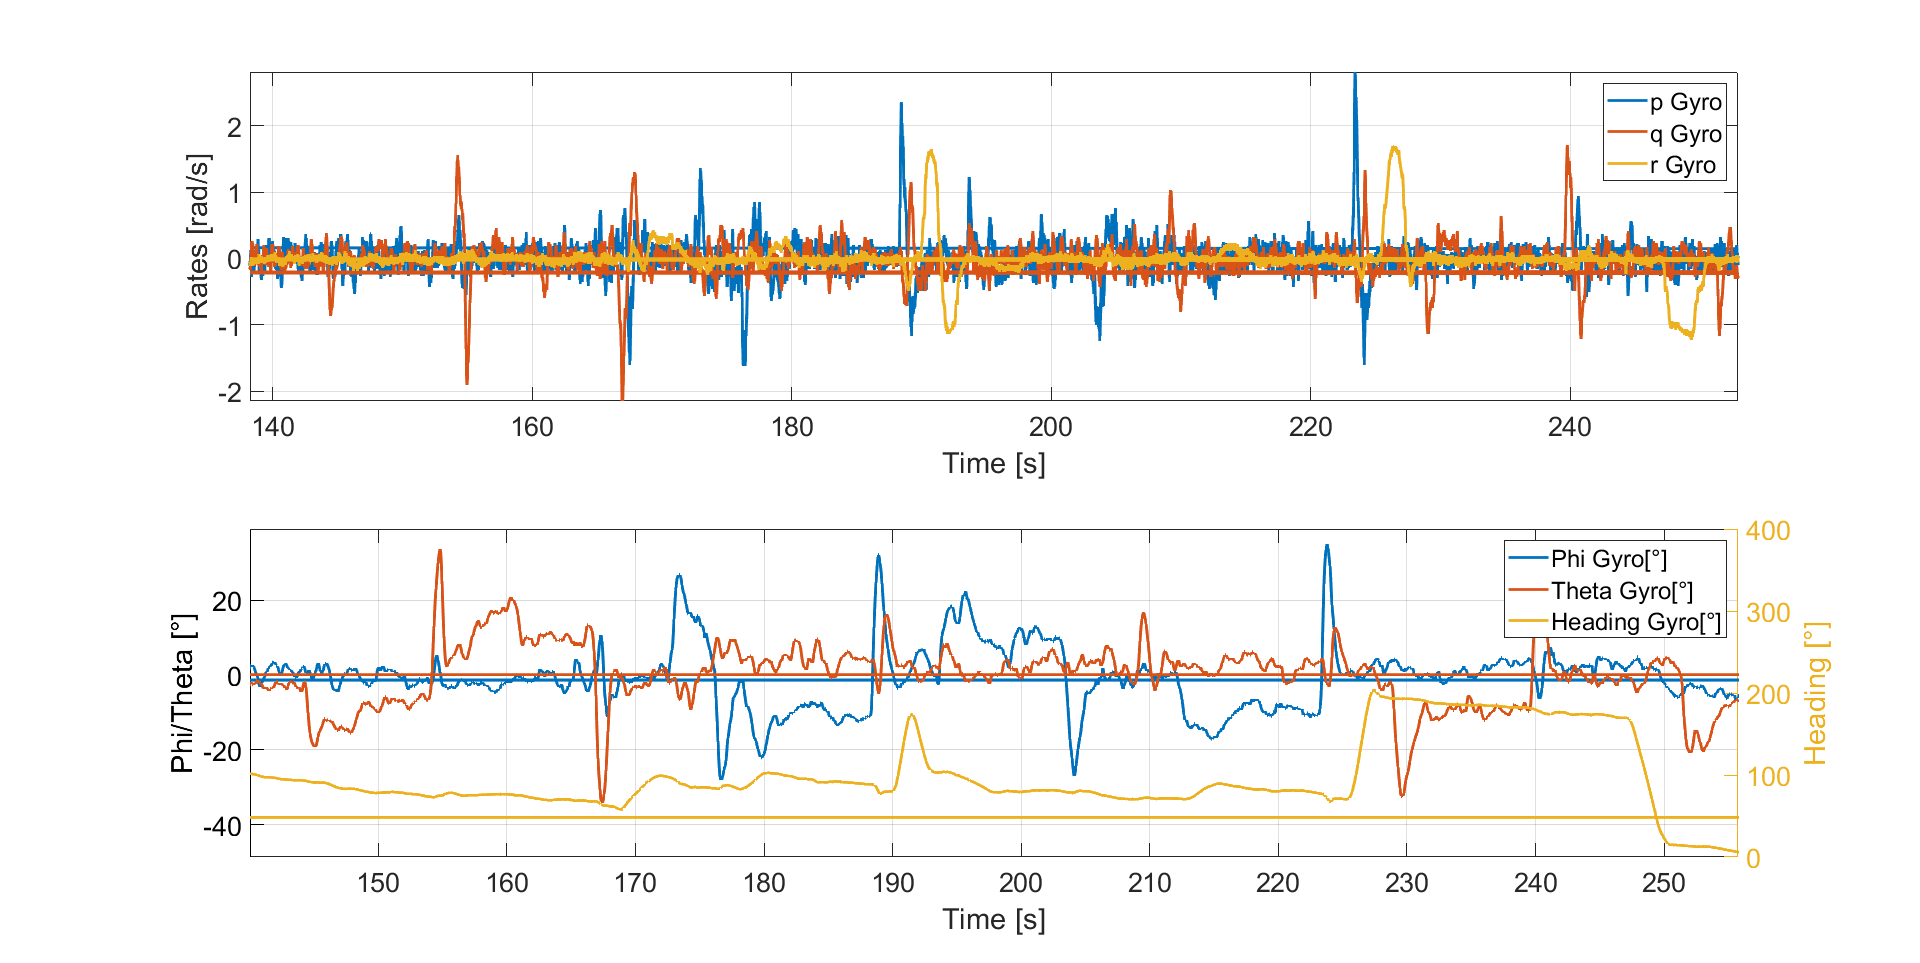 2
1
0
-1
-2
Rates [rad/s]
p Gyro
q Gyro
r Gyro
140 160 180 200 220 240
Time [s]
20
0
-20
-40
Phi/Theta [°]
Phi Gyro[°]
Theta Gyro[°]
Heading Gyro[°]
400
300
200
100
0
Heading [°]
150 160 170 180 190 200 210 220 230 240 250
Time [s]